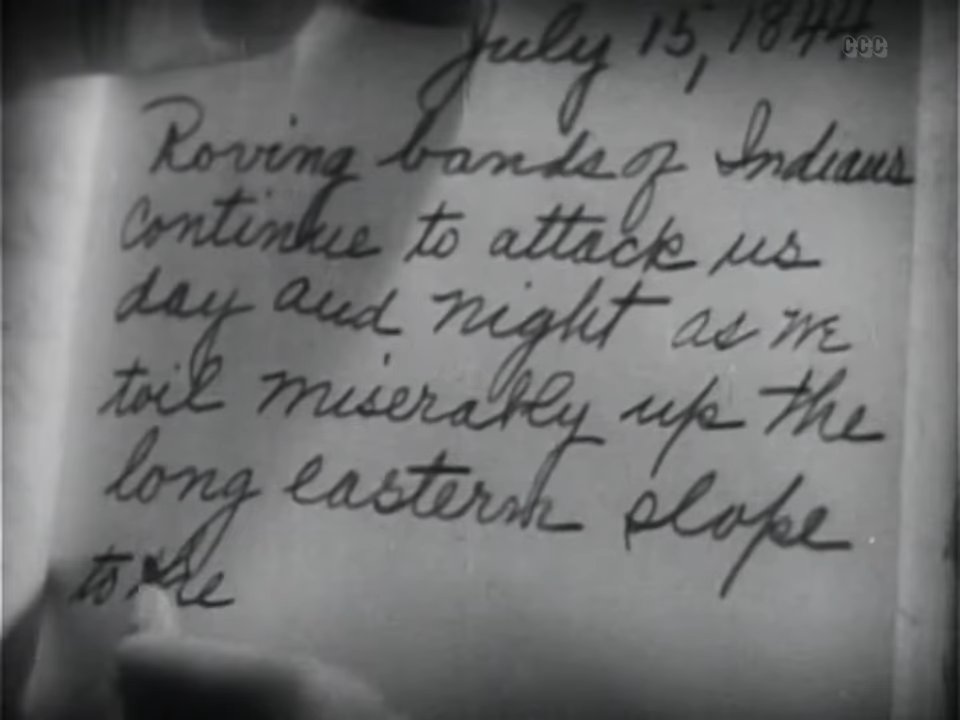 July 15, 1844
CCC
Roving bands of Indians
continue to attack us
day and night as we
toil miserably up the
long eastern slope
to the